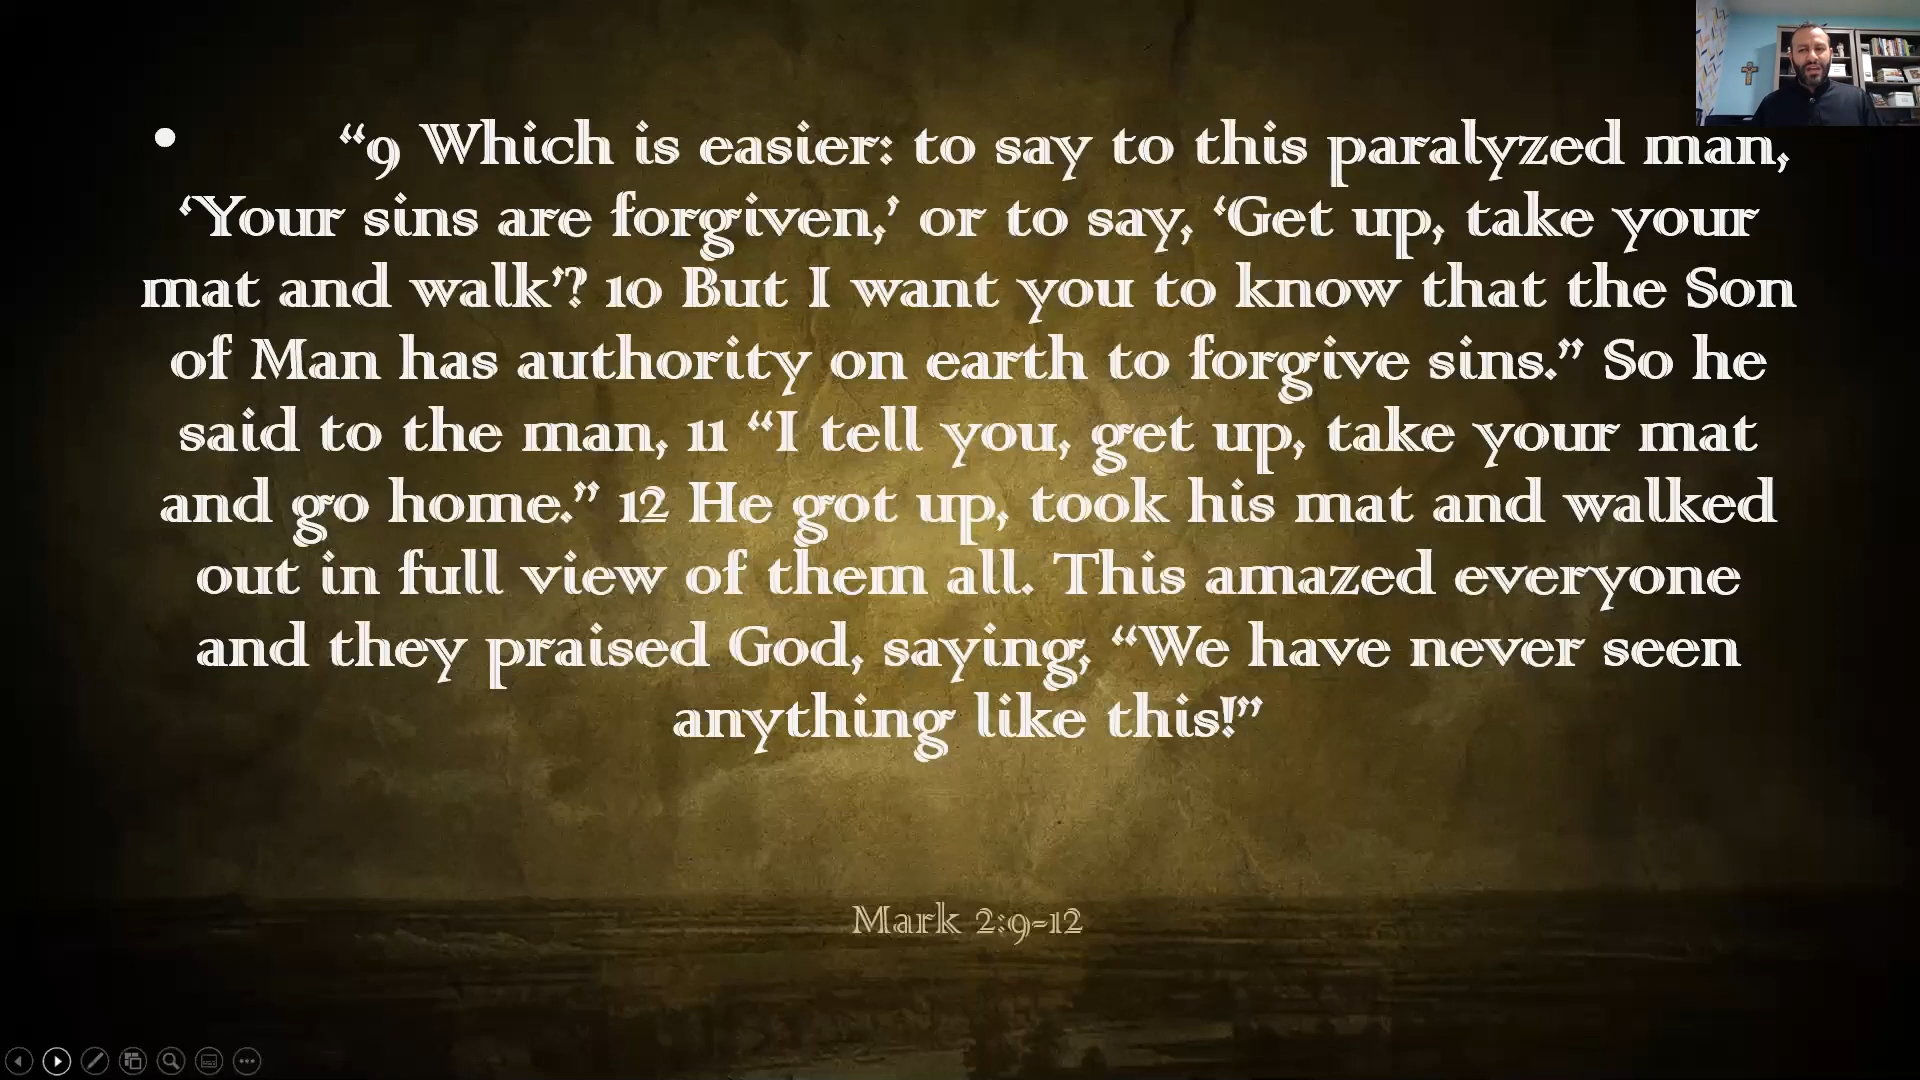 • “9 Which is easier: to say to this paralyzed man,
‘Your sins are forgiven,’ or to say, ‘Get up, take your
mat and walk’? 10 But I want you to know that the Son
of Man has authority on earth to forgive sins.” So he
said to the man, 11 “I tell you, get up, take your mat
and go home.” 12 He got up, took his mat and walked
out in full view of them all. This amazed everyone
and they praised God, saying, “We have never seen
anything like this!”
Mark 2:9-12